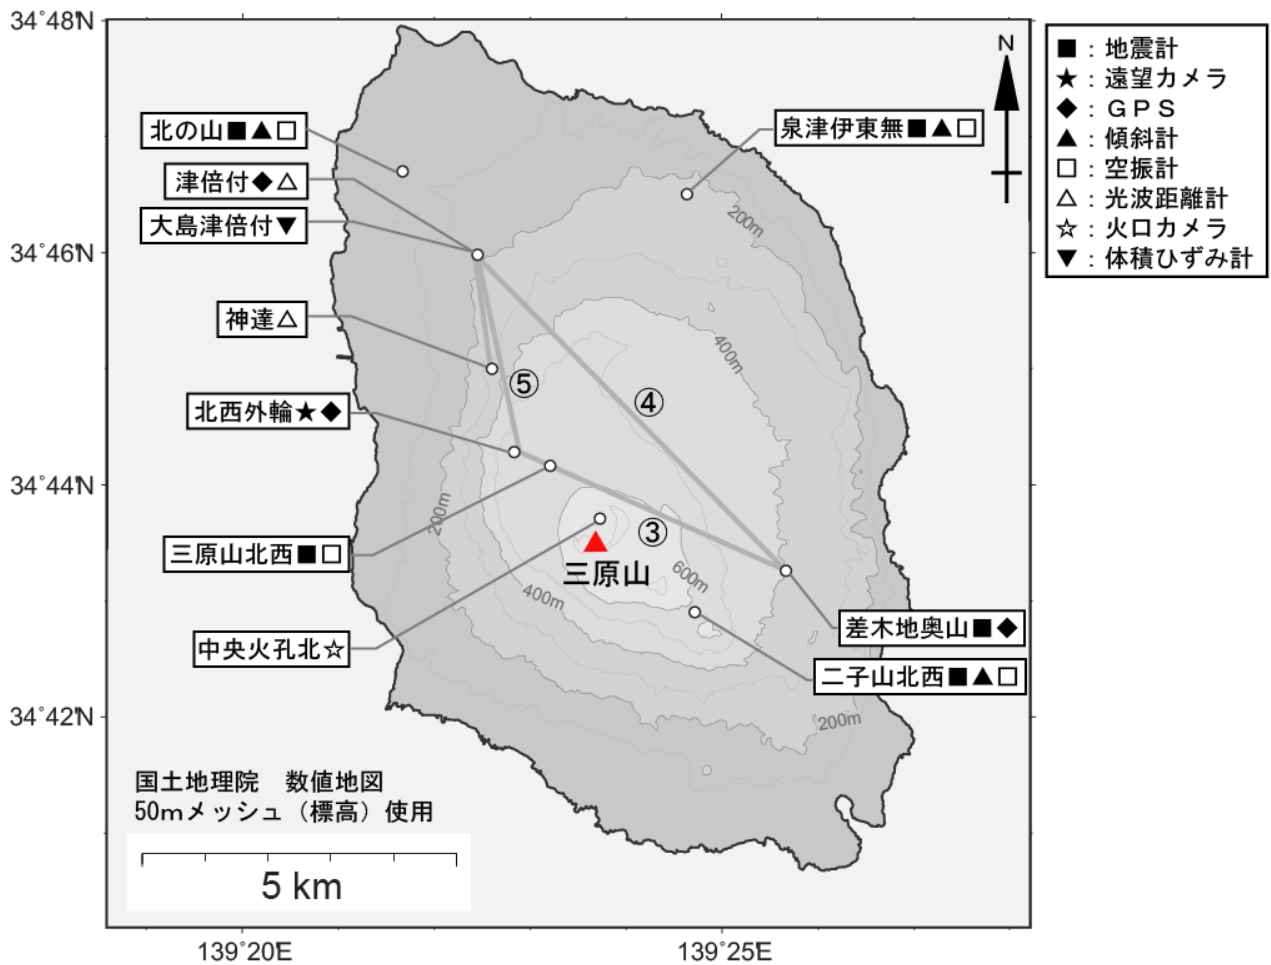 34°48'N
34°46'N
34°44'N
34°42'N
139°20'E
139°25'E
N
北の山■▲□
津倍付◆△
大島津倍付▼
神達△
北西外輪★◆
三原山北西■□
中央火孔北☆
泉津伊東無■▲□
差木地奥山■◆
二子山北西■▲□
200m
400m
200m
400m
600m
200m
⑤
④
③
三原山
国土地理院　数値地図
50mメッシュ（標高）使用
5 km
■：地震計
★：遠望カメラ
◆：ＧＰＳ
▲：傾斜計
□：空振計
△：光波距離計
☆：火口カメラ
▼：体積ひずみ計